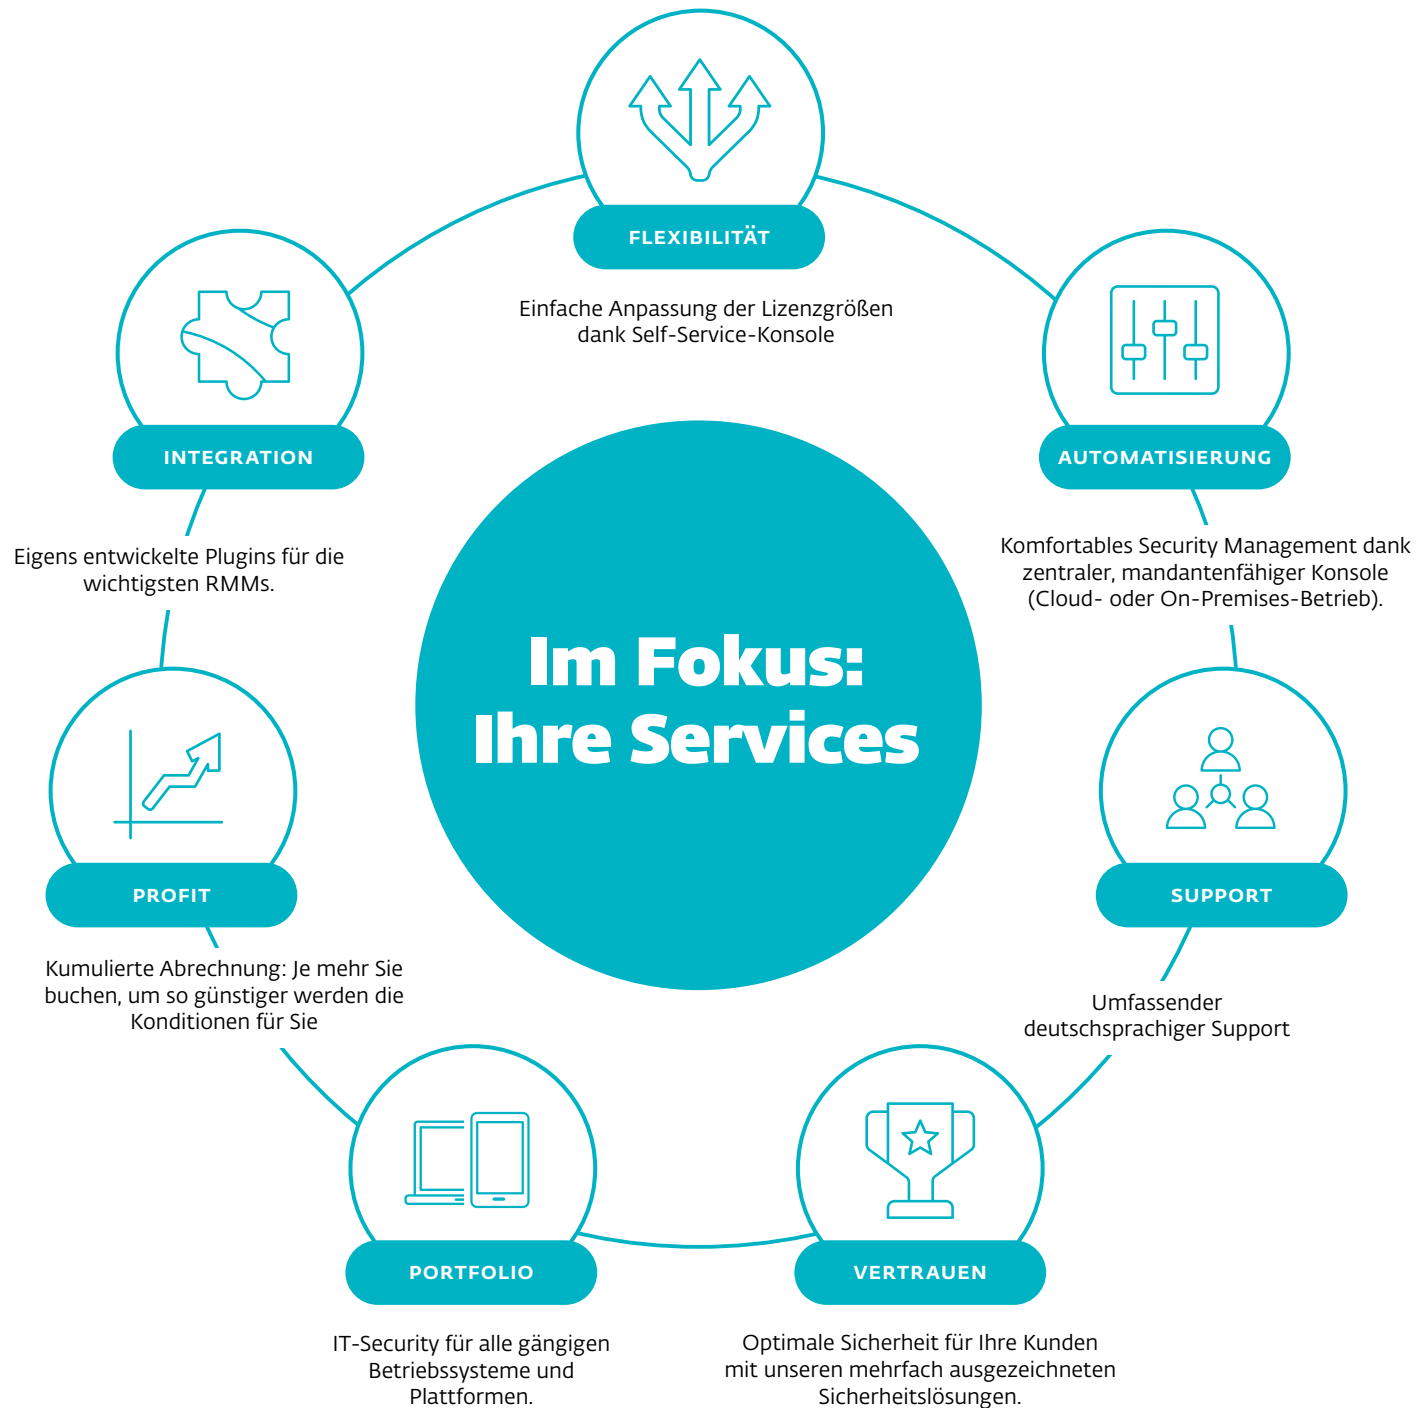 FLEXIBILITÄT
Einfache Anpassung der Lizenzgrößen
dank Self-Service-Konsole
AUTOMATISIERUNG
Komfortables Security Management dank
zentraler, mandantenfähiger Konsole
(Cloud- oder On-Premises-Betrieb).
SUPPORT
Umfassender
deutschsprachiger Support
VERTRAUEN
Optimale Sicherheit für Ihre Kunden
mit unseren mehrfach ausgezeichneten
Sicherheitslösungen.
PORTFOLIO
IT-Security für alle gängigen
Betriebssysteme und
Plattformen.
PROFIT
Kumulierte Abrechnung: Je mehr Sie
buchen, um so günstiger werden die
Konditionen für Sie
INTEGRATION
Eigens entwickelte Plugins für die
wichtigsten RMMs.
Im Fokus:
Ihre Services